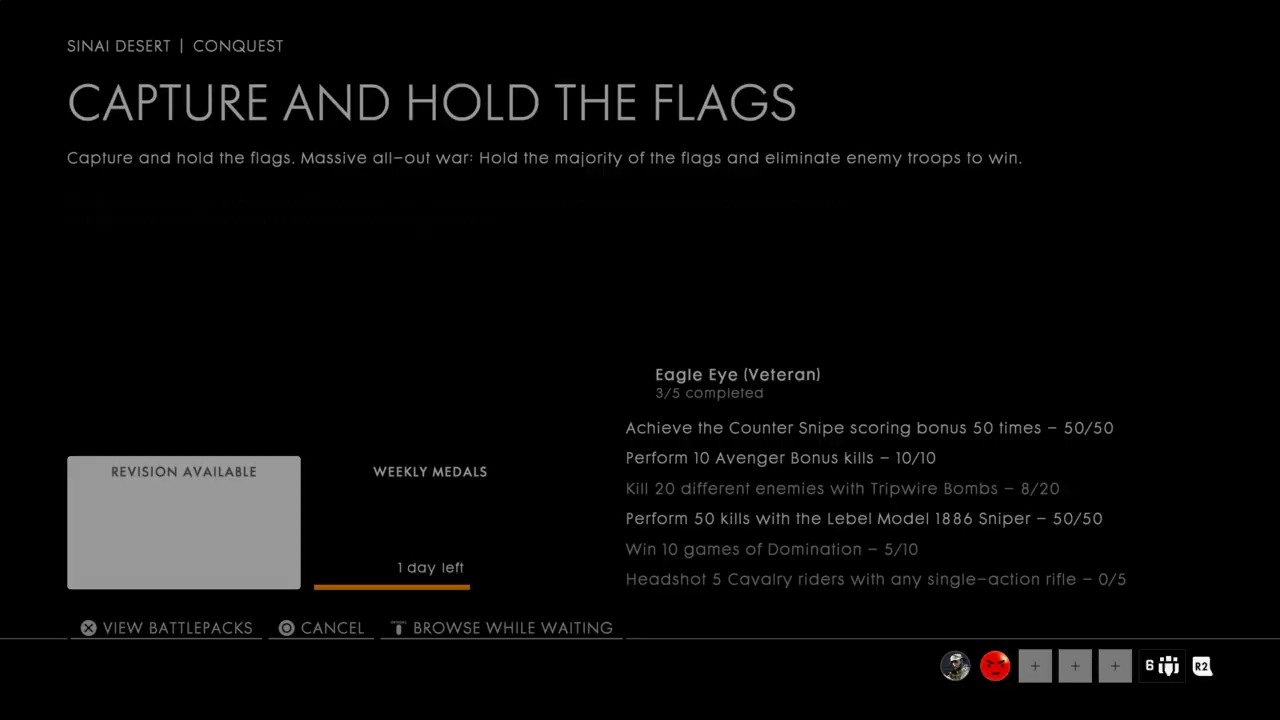 SINAI DESERT | CONQUEST
CAPTURE AND HOLD THE FLAGS
Capture and hold the flags. Massive all-out war: Hold the majority of the flags and eliminate enemy troops to win.
Eagle Eye (Veteran)
3/5 completed
Achieve the Counter Snipe scoring bonus 50 times - 50/50
Perform 10 Avenger Bonus kills - 10/10
Kill 20 different enemies with Tripwire Bombs - 8/20
Perform 50 kills with the Lebel Model 1886 Sniper - 50/50
Win 10 games of Domination - 5/10
Headshot 5 Cavalry riders with any single-action rifle - 0/5
REVISION AVAILABLE
WEEKLY MEDALS
1 day left
VIEW BATTLEPACKS
CANCEL
BROWSE WHILE WAITING
6
R2